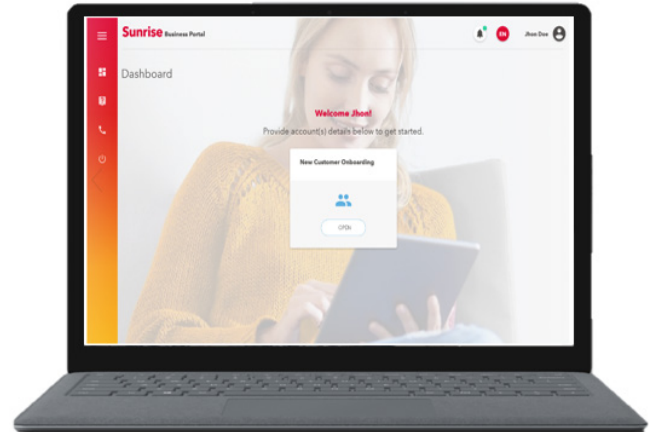 Sunrise Business Portal
EN
Jhon Doe
Dashboard
Welcome Jhon!
Provide account(s) details below to get started.
New Customer Onboarding
OPEN